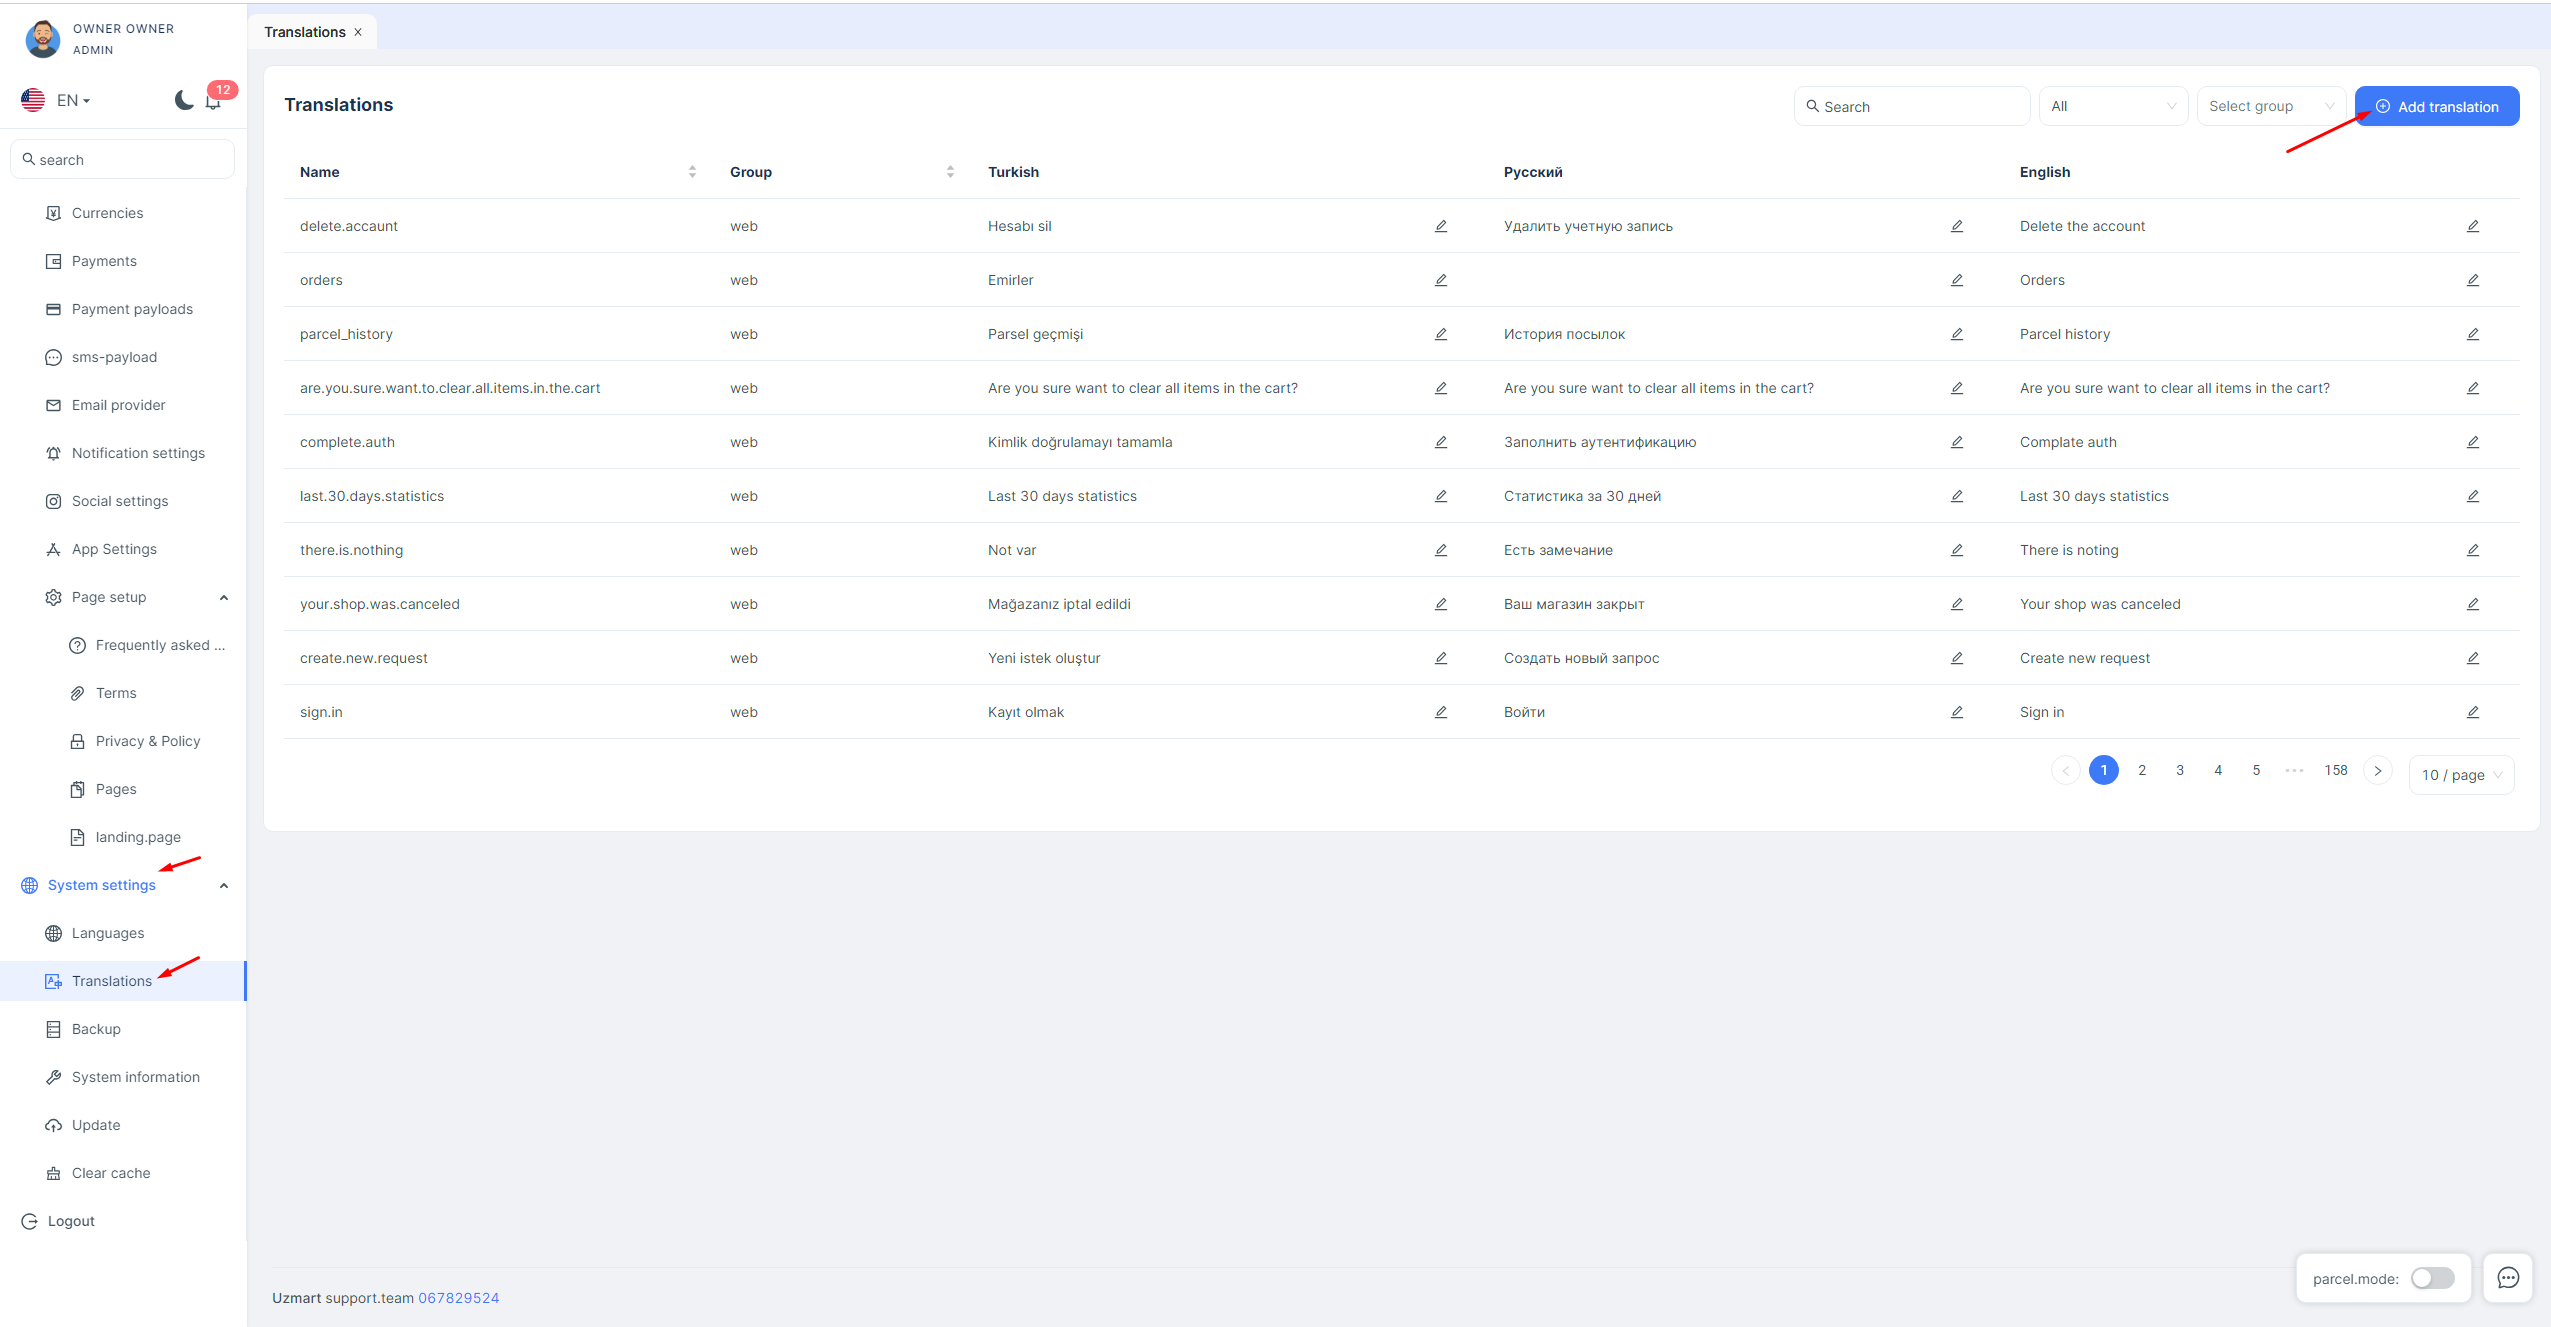 OWNER OWNER
ADMIN
EN
12
search
Currencies
Payments
Payment payloads
sms-payload
Email provider
Notification settings
Social settings
App Settings
Page setup
Frequently asked ...
Terms
Privacy & Policy
Pages
landing.page
System settings
Languages
Translations
Backup
System information
Update
Clear cache
Logout
Translations
Translations
Search
All
Select group
Add translation
Name Group Turkish Русский English
delete.accaunt web Hesabı sil Удалить учетную запись Delete the account
orders web Emirler Orders
parcel_history web Parsel geçmişi История посылок Parcel history
are.you.sure.want.to.clear.all.items.in.the.cart web Are you sure want to clear all items in the cart? Are you sure want to clear all items in the cart? Are you sure want to clear all items in the cart?
complete.auth web Kimlik doğrulamayı tamamla Заполнить аутентификацию Complate auth
last.30.days.statistics web Last 30 days statistics Статистика за 30 дней Last 30 days statistics
there.is.nothing web Not var Есть замечание There is noting
your.shop.was.canceled web Mağazanız iptal edildi Ваш магазин закрыт Your shop was canceled
create.new.request web Yeni istek oluştur Создать новый запрос Create new request
sign.in web Kayıt olmak Войти Sign in
1 2 3 4 5 ••• 158 10 / page
parcel.mode:
Uzmart support.team 067829524